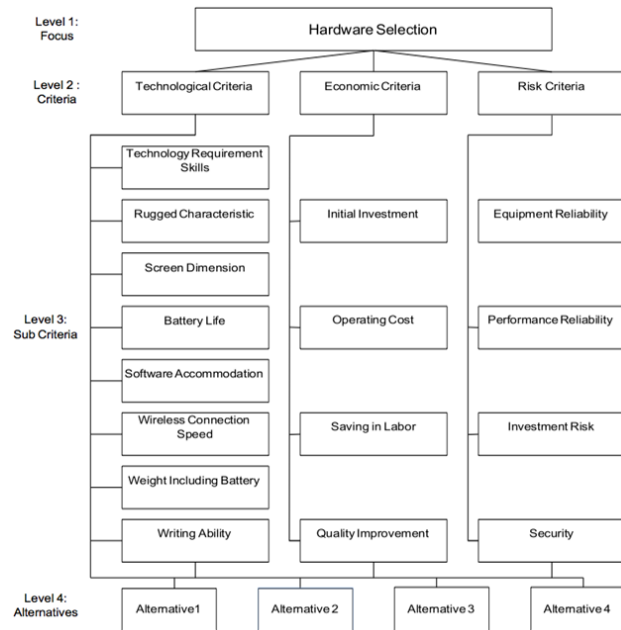 Level 1:
Focus
Hardware Selection
Level 2 :
Criteria
Technological Criteria
Economic Criteria
Risk Criteria
Level 3:
Sub Criteria
Technology Requirement
Skills
Rugged Characteristic
Screen Dimension
Battery Life
Software Accommodation
Wireless Connection
Speed
Weight Including Battery
Writing Ability
Initial Investment
Operating Cost
Saving in Labor
Quality Improvement
Equipment Reliability
Performance Reliability
Investment Risk
Security
Level 4:
Alternatives
Alternative1
Alternative 2
Alternative 3
Alternative 4